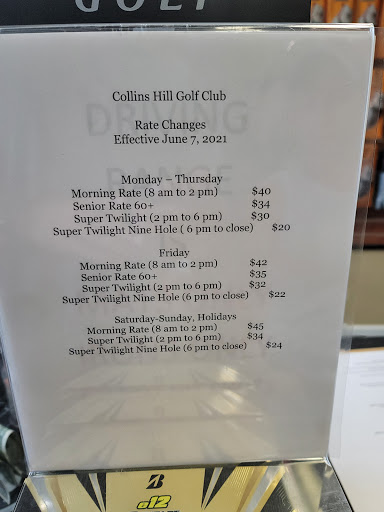 GOLF
Collins Hill Golf Club
Rate Changes
Effective June 7, 2021
Monday – Thursday
Morning Rate (8 am to 2 pm) $40
Senior Rate 60+ $34
Super Twilight (2 pm to 6 pm) $30
Super Twilight Nine Hole ( 6 pm to close) $20
Friday
Morning Rate (8 am to 2 pm) $42
Senior Rate 60+ $35
Super Twilight (2 pm to 6 pm) $32
Super Twilight Nine Hole (6 pm to close) $22
Saturday-Sunday, Holidays
Morning Rate (8 am to 2 pm) $45
Super Twilight (2 pm to 6 pm) $34
Super Twilight Nine Hole (6 pm to close) $24
B
e12